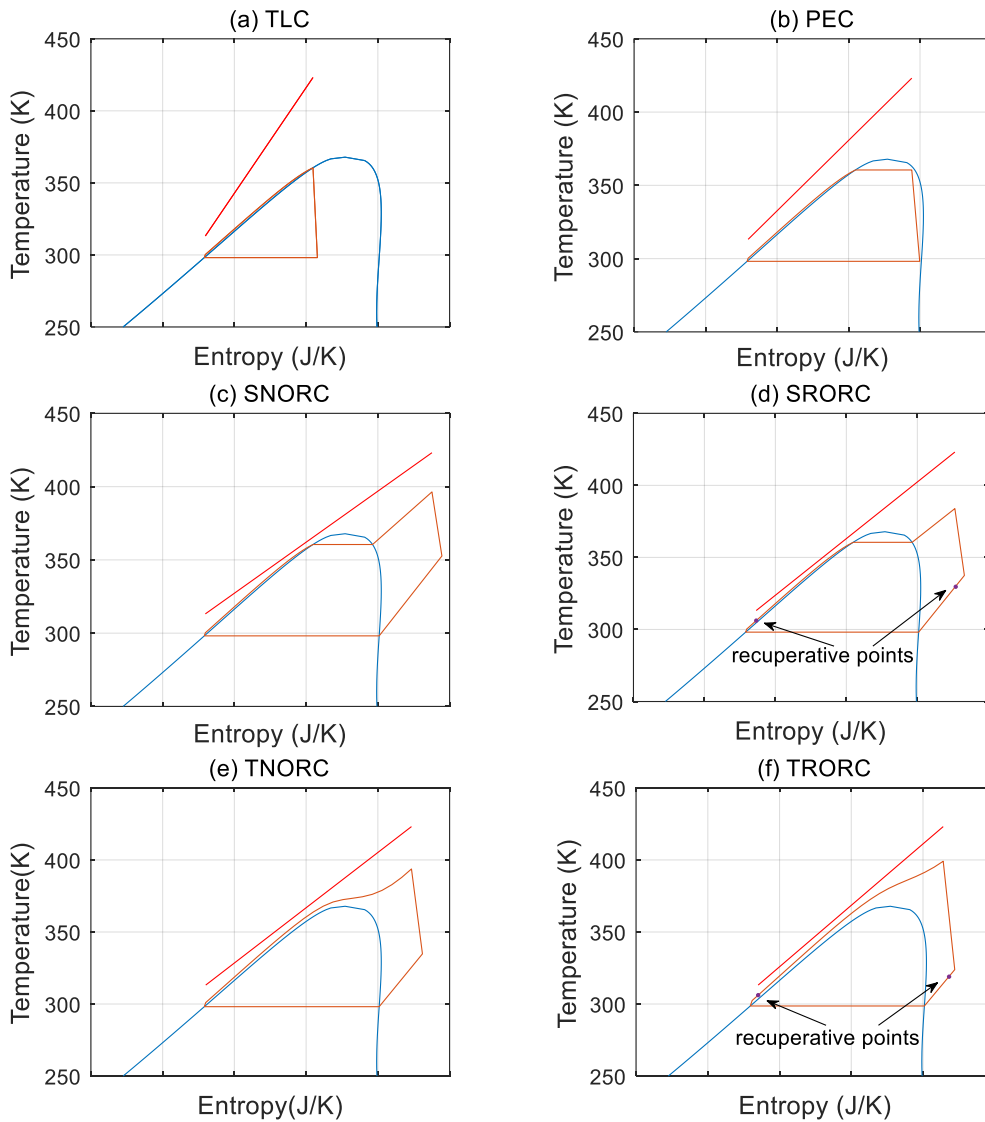 (a) TLC
450
400
350
300
250
Temperature (K)
Entropy (J/K)
(b) PEC
450
400
350
300
250
Temperature (K)
Entropy (J/K)
(c) SNORC
450
400
350
300
250
Temperature (K)
Entropy (J/K)
(d) SRORC
450
400
350
300
250
Temperature (K)
recuperative points
Entropy (J/K)
(e) TNORC
450
400
350
300
250
Temperature(K)
Entropy(J/K)
(f) TRORC
450
400
350
300
250
Temperature (K)
recuperative points
Entropy (J/K)